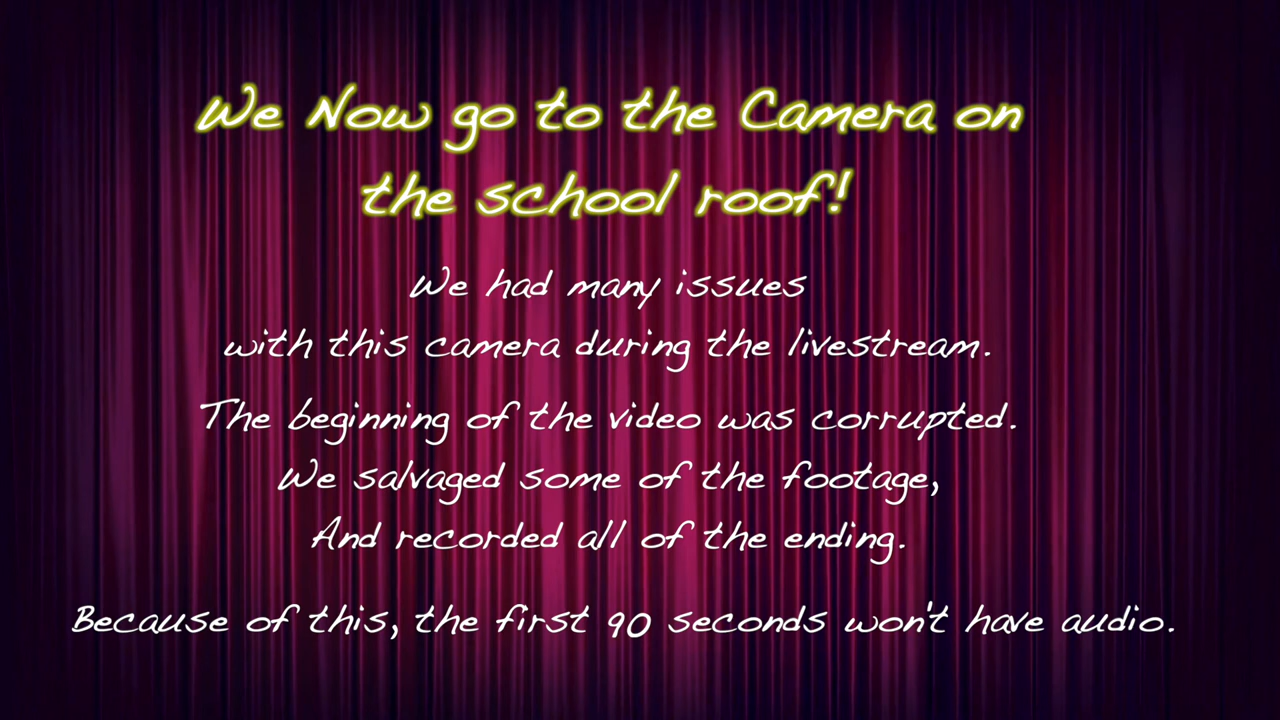 We Now go to the Camera on
the school roof!
We had many issues
with this camera during the livestream.
The beginning of the video was corrupted.
We salvaged some of the footage,
And recorded all of the ending.
Because of this, the first 90 seconds won't have audio.